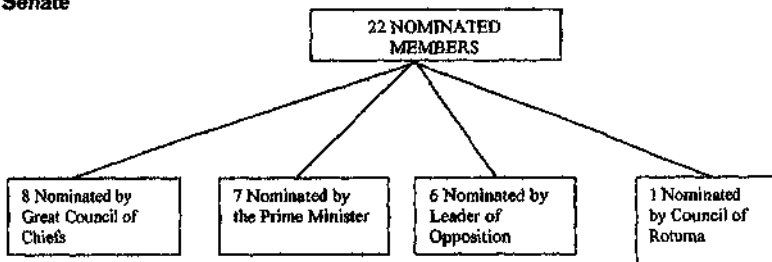 Senate
22 NOMINATED
MEMBERS
8 Nominated by
Great Council of
Chiefs
7 Nominated by
the Prime Minister
6 Nominated by
Leader of
Opposition
1 Nominated
by Council of
Rotuma